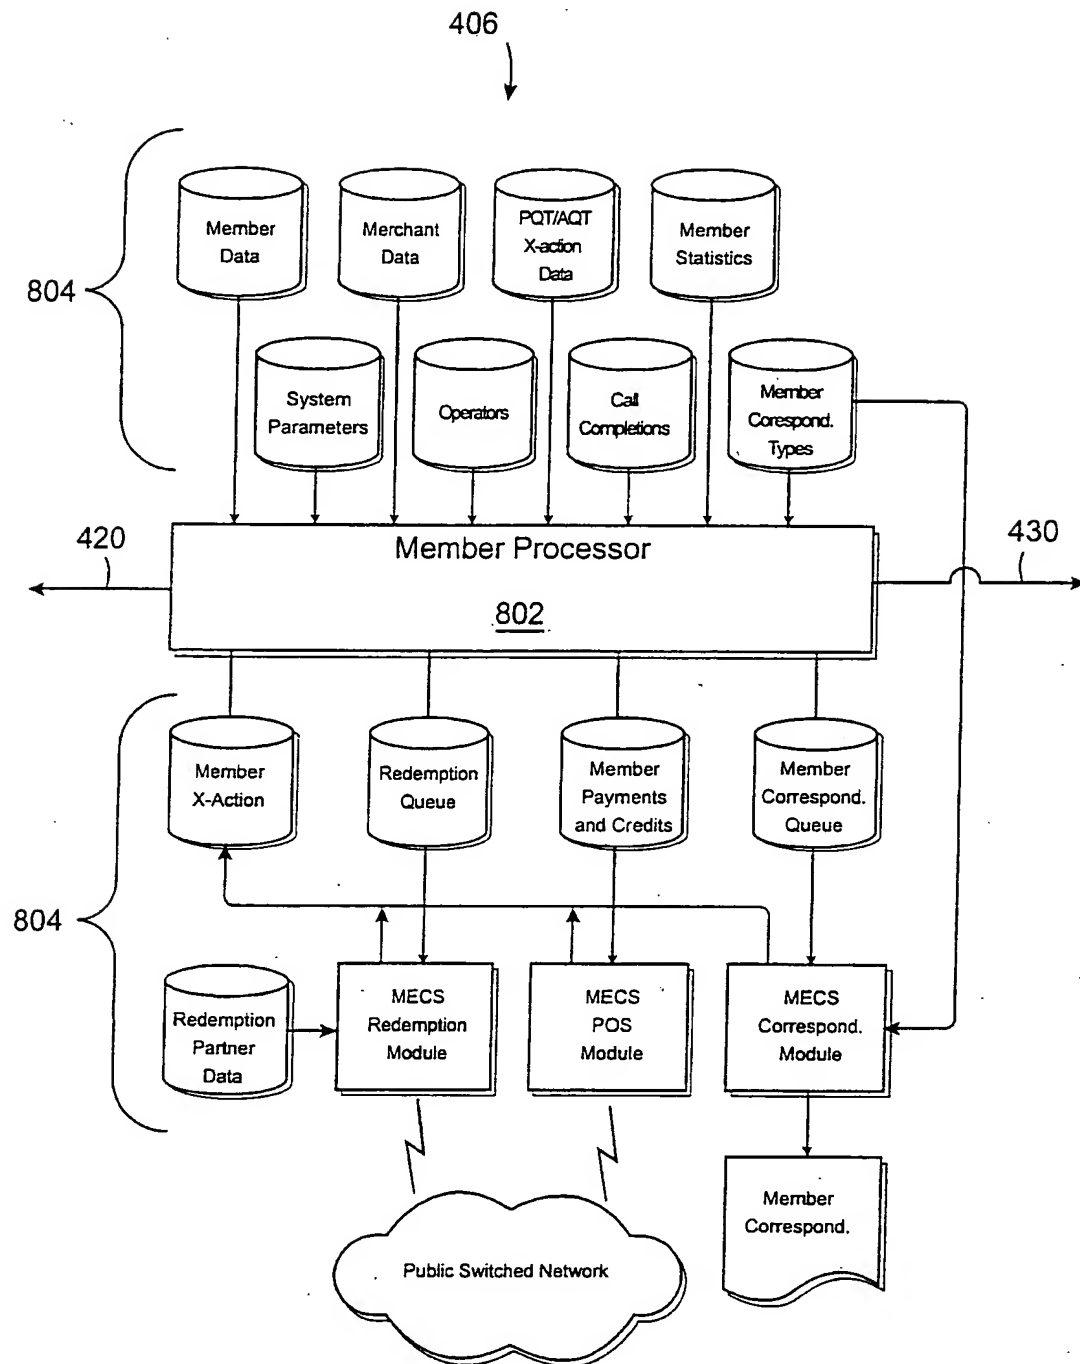 406
Member
Data
Merchant
Data
PQT/AQT
X-action
Data
Member
Statistics
804
System
Parameters
Operators
Call
Completions
Member
Corespond.
Types
420
Member Processor
802
430
Member
X-Action
Redemption
Queue
Member
Payments
and Credits
Member
Correspond.
Queue
804
Redemption
Partner
Data
MECS
Redemption
Module
MECS
POS
Module
MECS
Correspond.
Module
Member
Correspond.
Public Switched Network